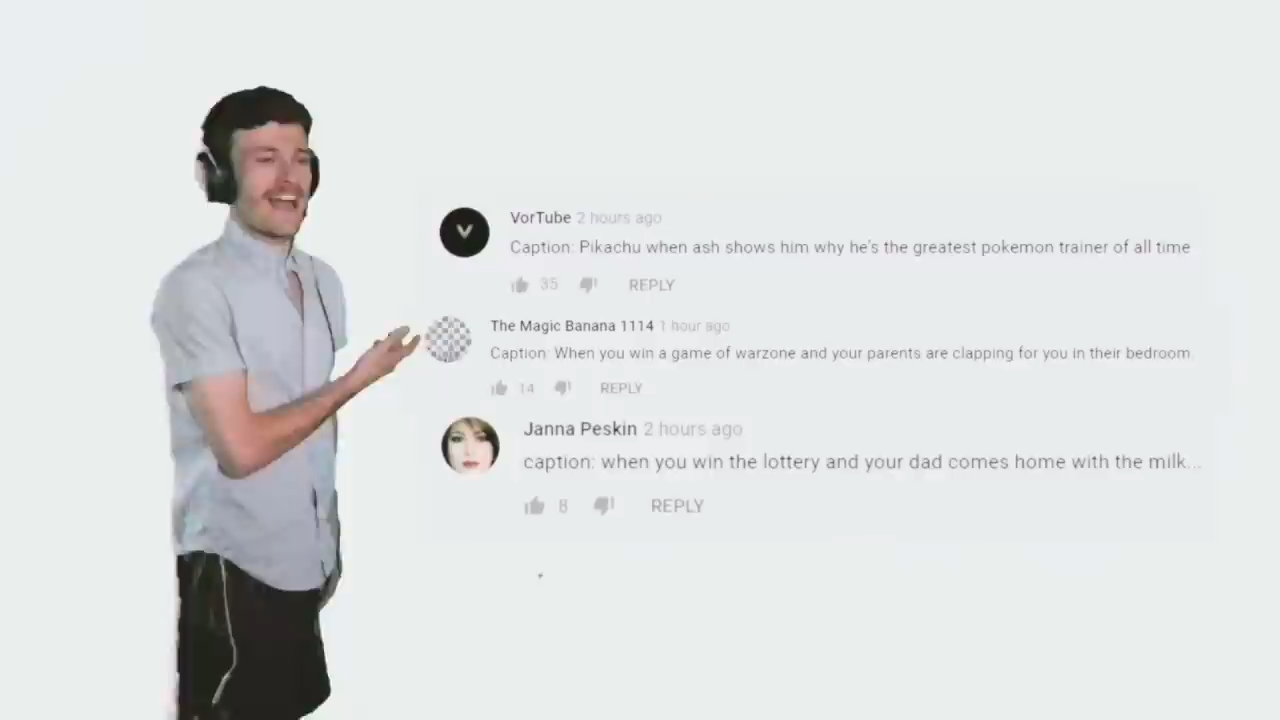 VorTube 2 hours ago
Caption: Pikachu when ash shows him why he's the greatest pokemon trainer of all time
35 REPLY
The Magic Banana 1114 1 hour ago
Caption: When you win a game of warzone and your parents are clapping for you in their bedroom.
14 REPLY
Janna Peskin 2 hours ago
caption: when you win the lottery and your dad comes home with the milk...
8 REPLY